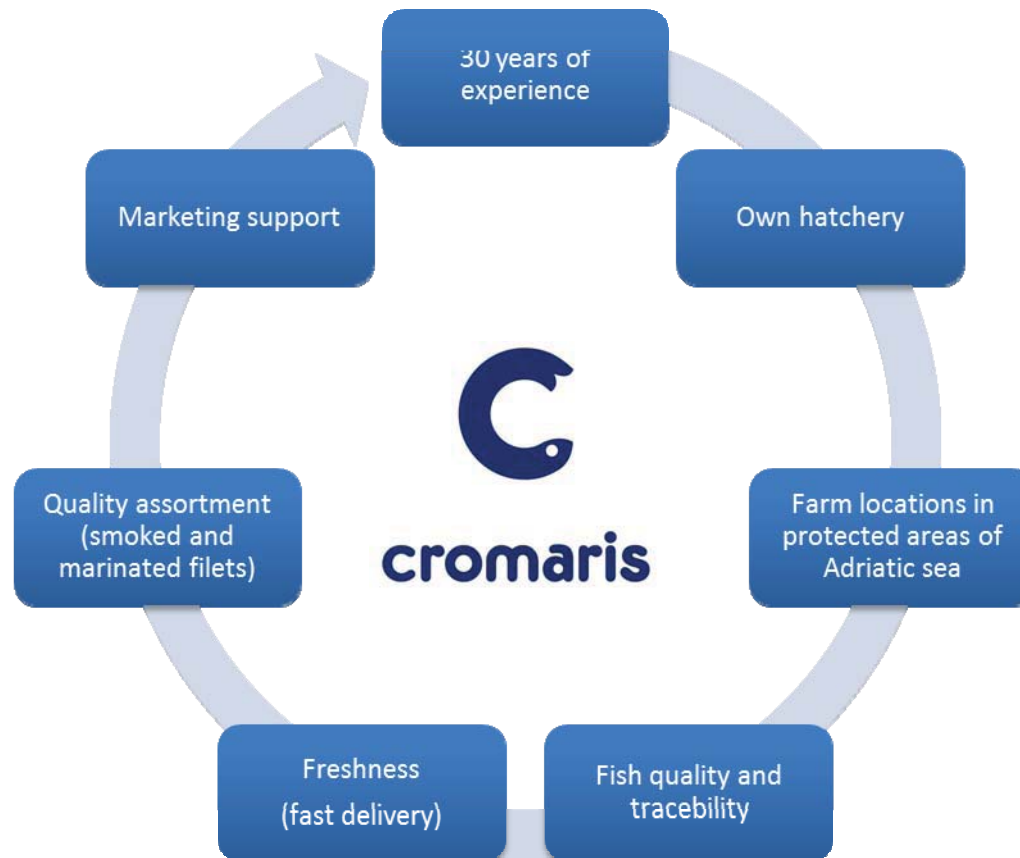 30 years of
experience
Own hatchery
Farm locations in
protected areas of
Adriatic sea
Fish quality and
tracebility
Freshness
(fast delivery)
Quality assortment
(smoked and
marinated filets)
Marketing support
cromaris